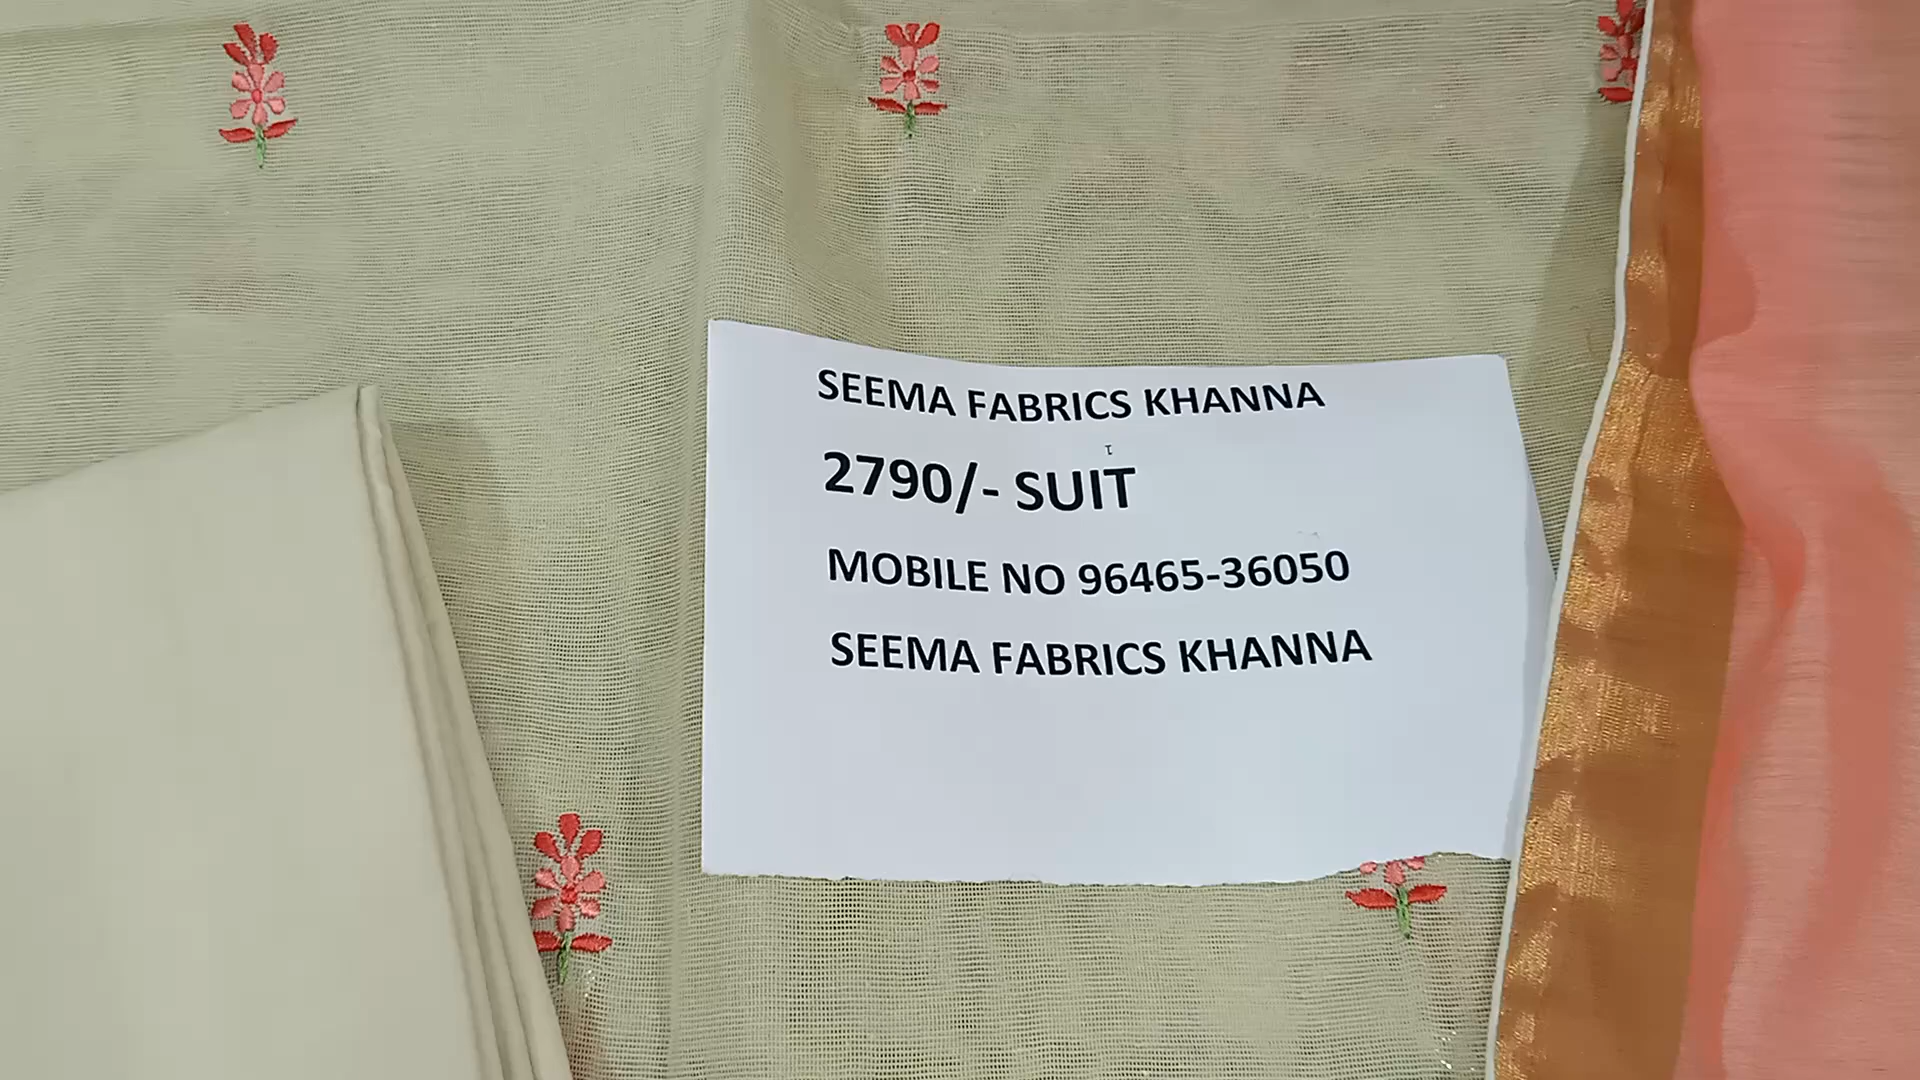 SEEMA FABRICS KHANNA
2790/- SUIT
MOBILE NO 96465-36050
SEEMA FABRICS KHANNA